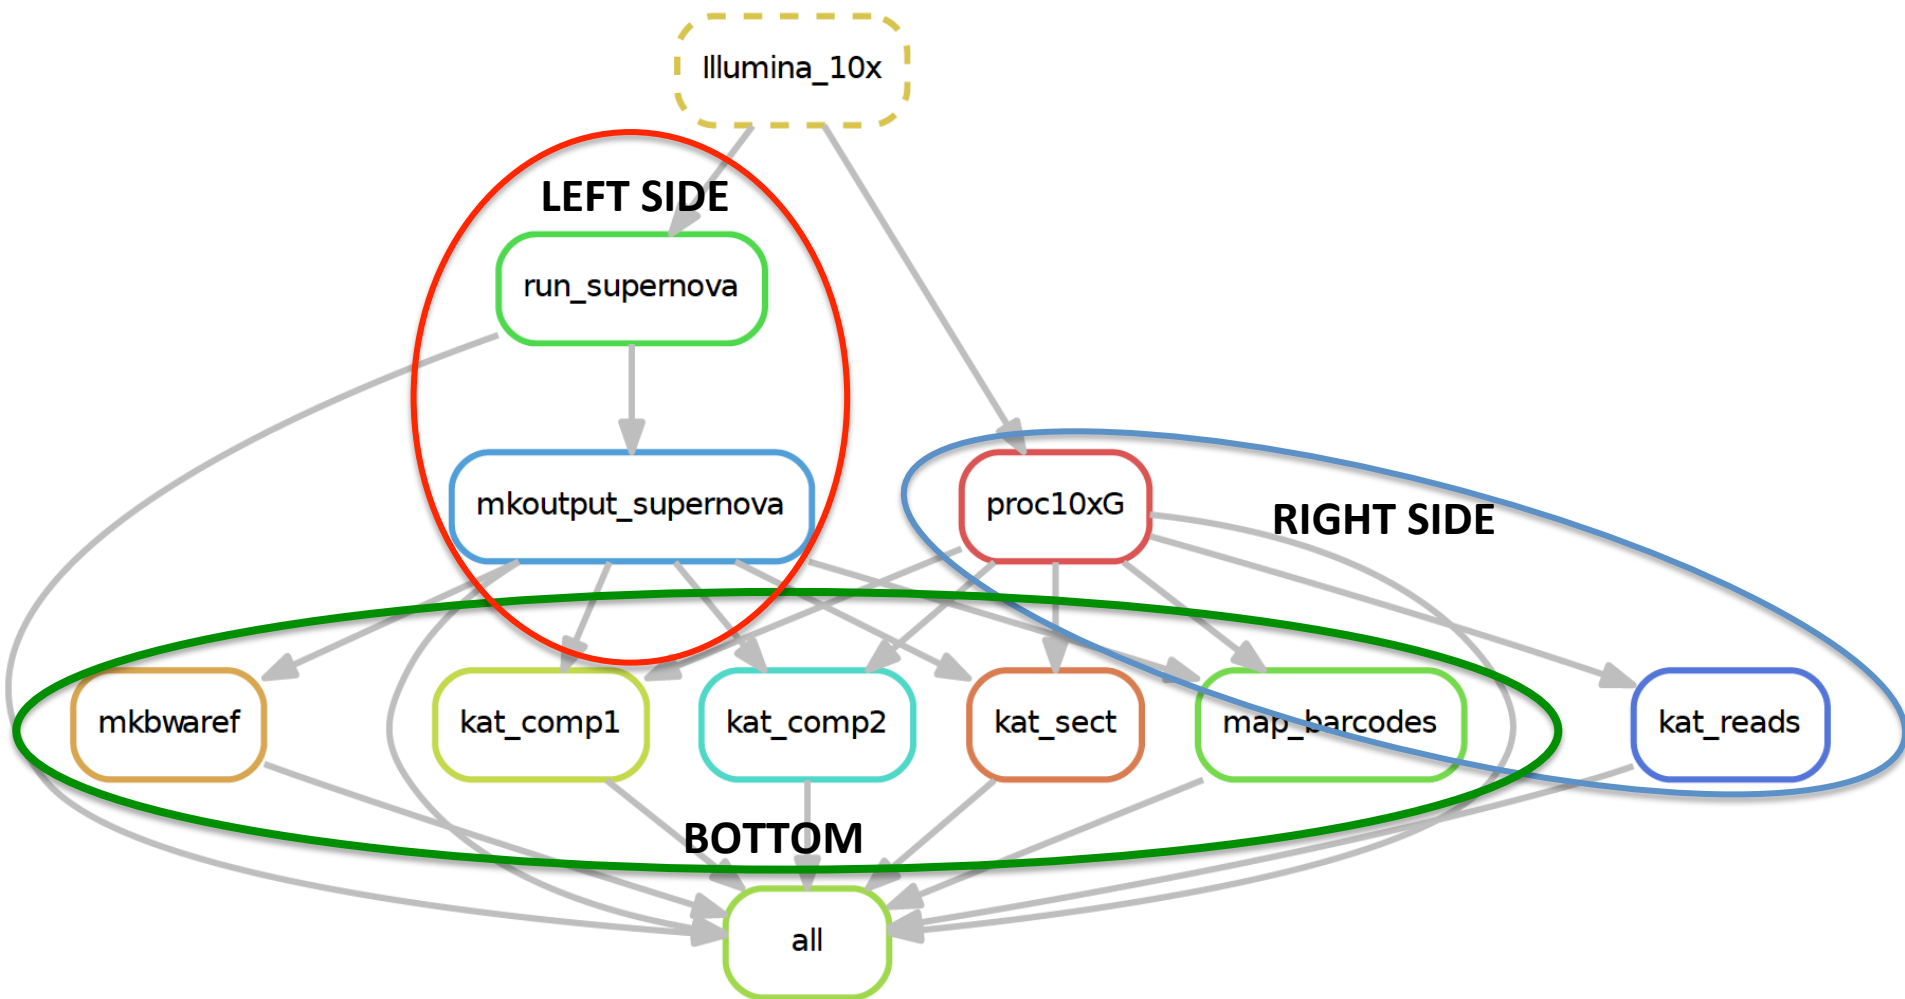 Illumina_10x
LEFT SIDE
run_supernova
mkoutput_supernova
proc10xG
RIGHT SIDE
mkbwaref
kat_comp1
kat_comp2
kat_sect
map_barcodes
kat_reads
BOTTOM
all